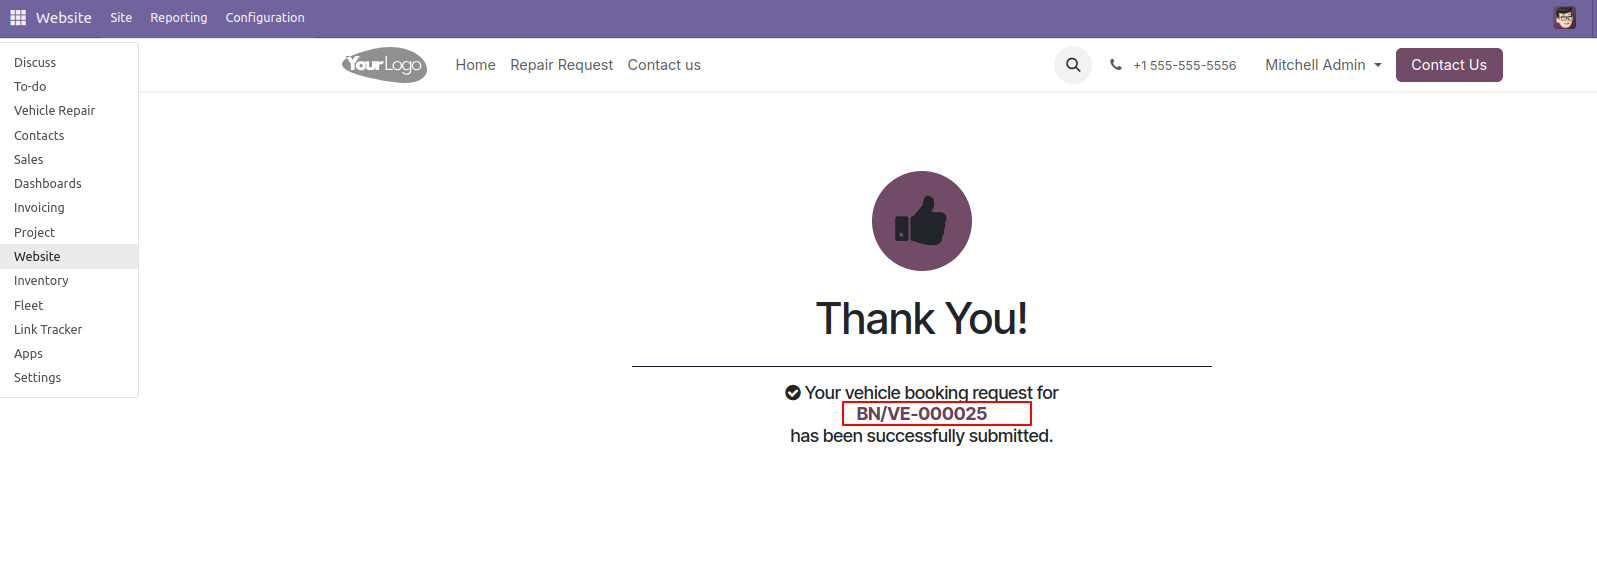 Website Site Reporting Configuration
Discuss
To-do
Vehicle Repair
Contacts
Sales
Dashboards
Invoicing
Project
Website
Inventory
Fleet
Link Tracker
Apps
Settings
YourLogo Home Repair Request Contact us +1 555-555-5556 Mitchell Admin Contact Us
Thank You!
Your vehicle booking request for
BN/VE-000025
has been successfully submitted.